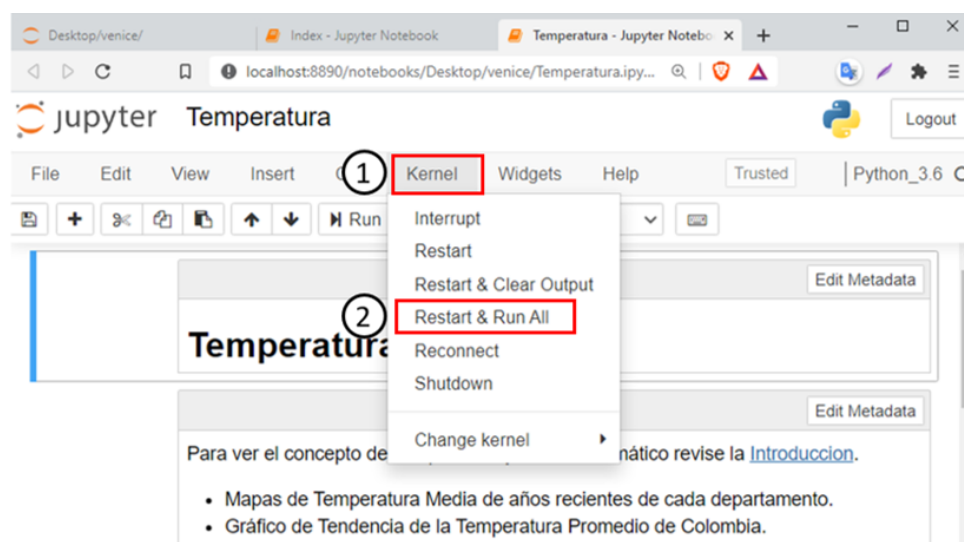 Desktop/venice/ Index - Jupyter Notebook Temperatura - Jupyter Notebo
localhost:8890/notebooks/Desktop/venice/Temperatura.ipy...
jupyter Temperatura Logout
File Edit View Insert C 1 Kernel Widgets Help Trusted Python_3.6
Run
Interrupt
Restart
Edit Metadata
Restart & Clear Output
2 Restart & Run All
Temperatura
Reconnect
Shutdown
Edit Metadata
Change kernel
Para ver el concepto de mático revise la Introduccion.
• Mapas de Temperatura Media de años recientes de cada departamento.
• Gráfico de Tendencia de la Temperatura Promedio de Colombia.